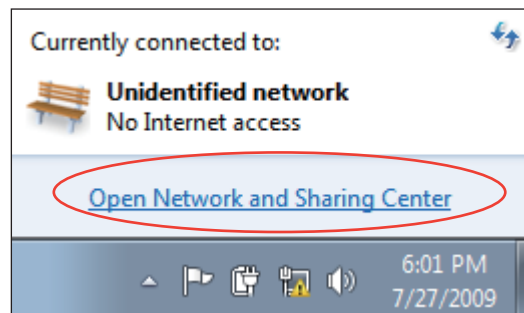 Currently connected to:
Unidentified network
No Internet access
Open Network and Sharing Center
6:01 PM
7/27/2009